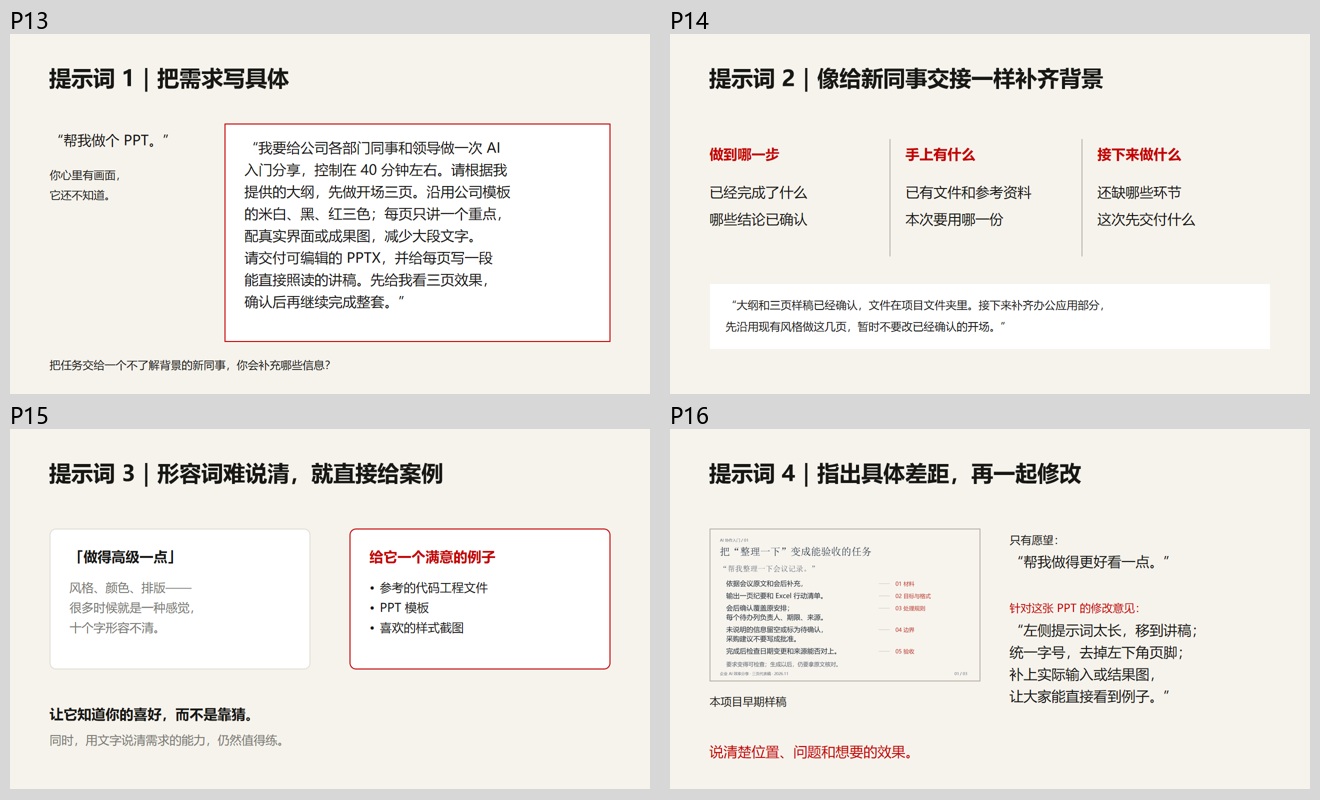 P13
提示词 1｜把需求写具体
“帮我做个 PPT。”
你心里有画面，
它还不知道。
“我要给公司各部门同事和领导做一次 AI
入门分享，控制在 40 分钟左右。请根据我
提供的大纲，先做开场三页。沿用公司模板
的米白、黑、红三色；每页只讲一个重点，
配真实界面或成果图，减少大段文字。
请交付可编辑的 PPTX，并给每页写一段
能直接照读的讲稿。先给我看三页效果，
确认后再继续完成整套。”
把任务交给一个不了解背景的新同事，你会补充哪些信息？
P14
提示词 2｜像给新同事交接一样补齐背景
做到哪一步
已经完成了什么
哪些结论已确认
手上有什么
已有文件和参考资料
本次要用哪一份
接下来做什么
还缺哪些环节
这次先交付什么
“大纲和三页样稿已经确认，文件在项目文件夹里。接下来补齐办公应用部分，
先沿用现有风格做这几页，暂时不要改已经确认的开场。”
P15
提示词 3｜形容词难说清，就直接给案例
「做得高级一点」
风格、颜色、排版——
很多时候就是一种感觉，
十个字形容不清。
给它一个满意的例子
• 参考的代码工程文件
• PPT 模板
• 喜欢的样式截图
让它知道你的喜好，而不是靠猜。
同时，用文字说清需求的能力，仍然值得练。
P16
提示词 4｜指出具体差距，再一起修改
把“整理一下”变成能验收的任务
“帮我整理一下会议记录。”
依据会议原文和会后补充，
01 材料
输出一页纪要和 Excel 行动清单。
02 目标与格式
会后确认覆盖原安排；
03 处理规则
每个待办列负责人、期限、来源。
未说明的信息留空或标为待确认，
04 边界
采购建议不要写成批准。
完成后检查日期变更和来源能否对上。
05 验收
要求变得可检查；生成以后，仍要拿原文核对。
01 / 03
本项目早期样稿
只有愿望：
“帮我做得更好看一点。”
针对这张 PPT 的修改意见：
“左侧提示词太长，移到讲稿；
统一字号，去掉左下角页脚；
补上实际输入或结果图，
让大家能直接看到例子。”
说清楚位置、问题和想要的效果。